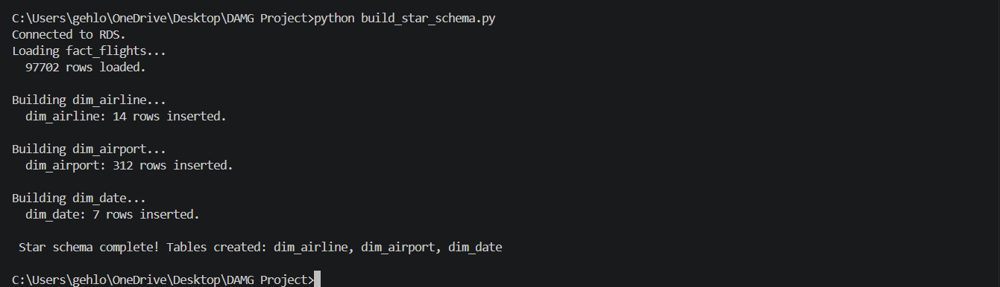 C:\Users\gehlo\OneDrive\Desktop\DAMG Project>python build_star_schema.py
Connected to RDS.
Loading fact_flights...
97702 rows loaded.
Building dim_airline...
dim_airline: 14 rows inserted.
Building dim_airport...
dim_airport: 312 rows inserted.
Building dim_date...
dim_date: 7 rows inserted.
Star schema complete! Tables created: dim_airline, dim_airport, dim_date
C:\Users\gehlo\OneDrive\Desktop\DAMG Project>